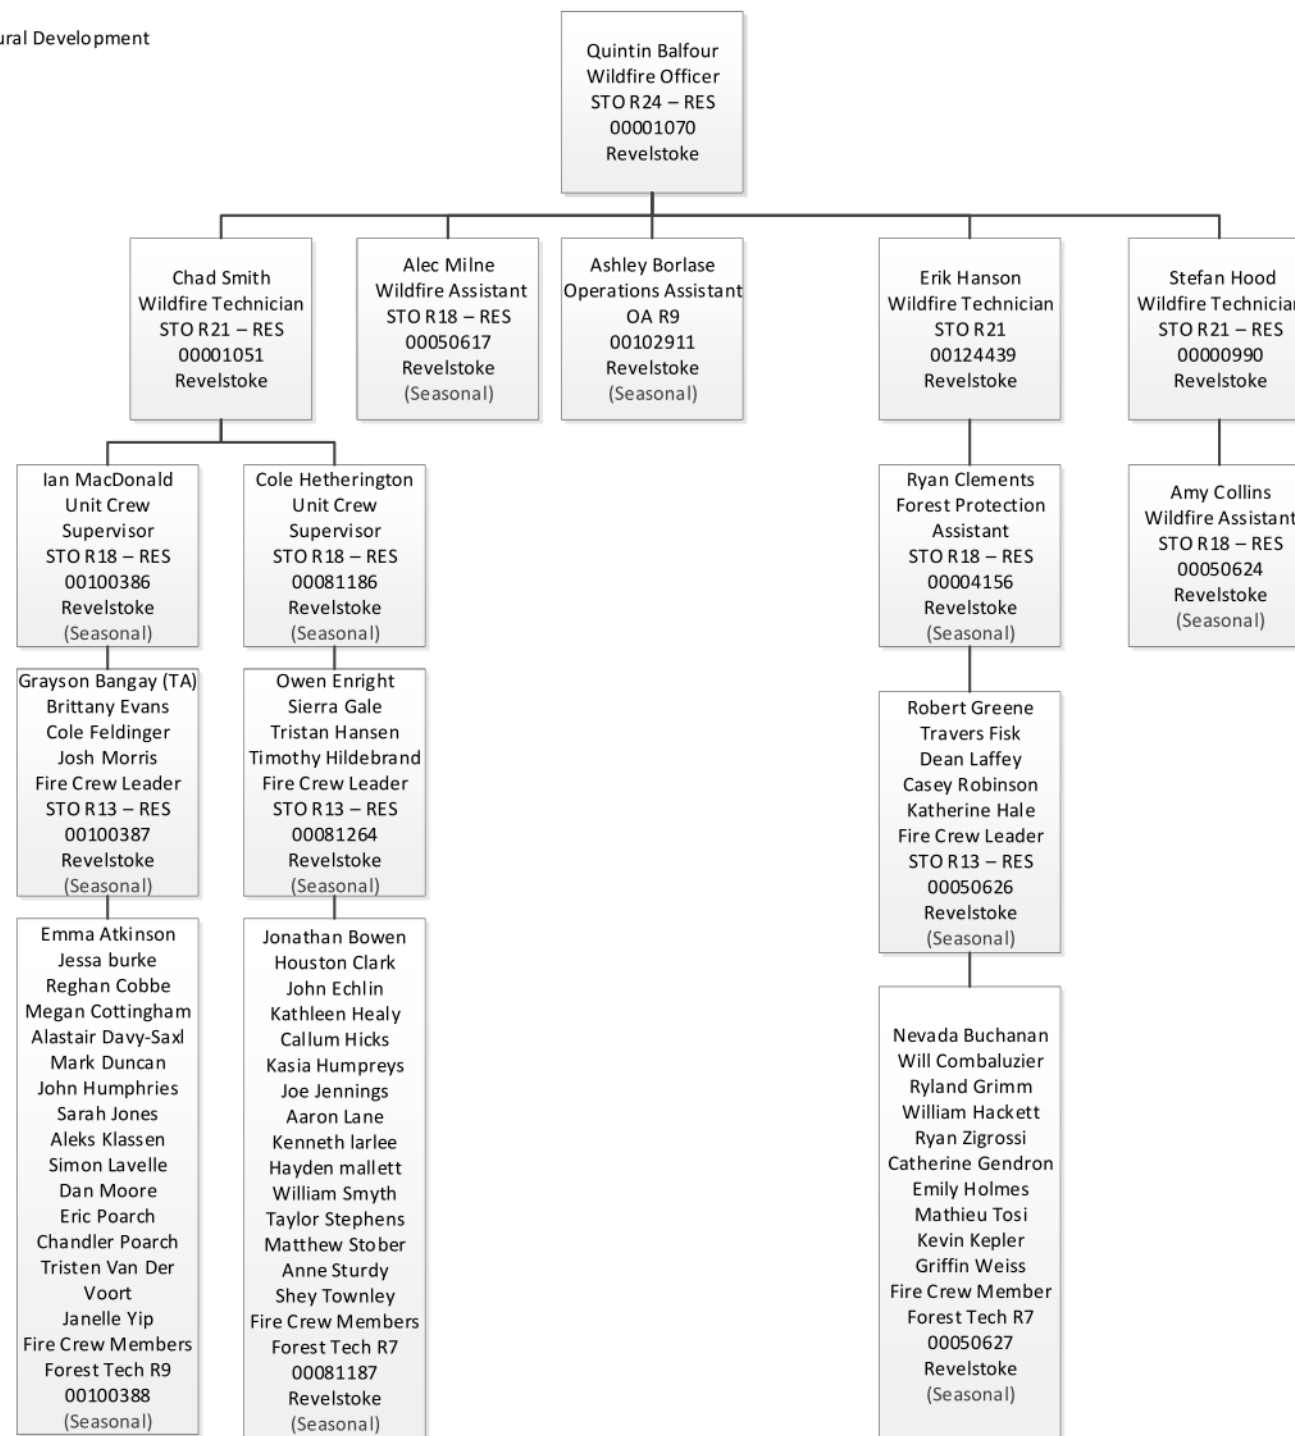 ural Development
Quintin Balfour
Wildfire Officer
STO R24 – RES
00001070
Revelstoke
Chad Smith
Wildfire Technician
STO R21 – RES
00001051
Revelstoke
Alec Milne
Wildfire Assistant
STO R18 – RES
00050617
Revelstoke
(Seasonal)
Ashley Borlase
Operations Assistant
OA R9
00102911
Revelstoke
(Seasonal)
Erik Hanson
Wildfire Technician
STO R21
00124439
Revelstoke
Stefan Hood
Wildfire Technician
STO R21 – RES
00000990
Revelstoke
Ian MacDonald
Unit Crew
Supervisor
STO R18 – RES
00100386
Revelstoke
(Seasonal)
Cole Hetherington
Unit Crew
Supervisor
STO R18 – RES
00081186
Revelstoke
(Seasonal)
Ryan Clements
Forest Protection
Assistant
STO R18 – RES
00004156
Revelstoke
(Seasonal)
Amy Collins
Wildfire Assistant
STO R18 – RES
00050624
Revelstoke
(Seasonal)
Grayson Bangay (TA)
Brittany Evans
Cole Feldinger
Josh Morris
Fire Crew Leader
STO R13 – RES
00100387
Revelstoke
(Seasonal)
Owen Enright
Sierra Gale
Tristan Hansen
Timothy Hildebrand
Fire Crew Leader
STO R13 – RES
00081264
Revelstoke
(Seasonal)
Robert Greene
Travers Fisk
Dean Laffey
Casey Robinson
Katherine Hale
Fire Crew Leader
STO R13 – RES
00050626
Revelstoke
(Seasonal)
Emma Atkinson
Jessa burke
Reghan Cobbe
Megan Cottingham
Alastair Davy-Saxl
Mark Duncan
John Humphries
Sarah Jones
Aleks Klassen
Simon Lavelle
Dan Moore
Eric Poarch
Chandler Poarch
Tristen Van Der
Voort
Janelle Yip
Fire Crew Members
Forest Tech R9
00100388
(Seasonal)
Jonathan Bowen
Houston Clark
John Echlin
Kathleen Healy
Callum Hicks
Kasia Humpreys
Joe Jennings
Aaron Lane
Kenneth larlee
Hayden mallett
William Smyth
Taylor Stephens
Matthew Stober
Anne Sturdy
Shey Townley
Fire Crew Members
Forest Tech R7
00081187
Revelstoke
(Seasonal)
Nevada Buchanan
Will Combaluzier
Ryland Grimm
William Hackett
Ryan Zigrossi
Catherine Gendron
Emily Holmes
Mathieu Tosi
Kevin Kepler
Griffin Weiss
Fire Crew Member
Forest Tech R7
00050627
Revelstoke
(Seasonal)